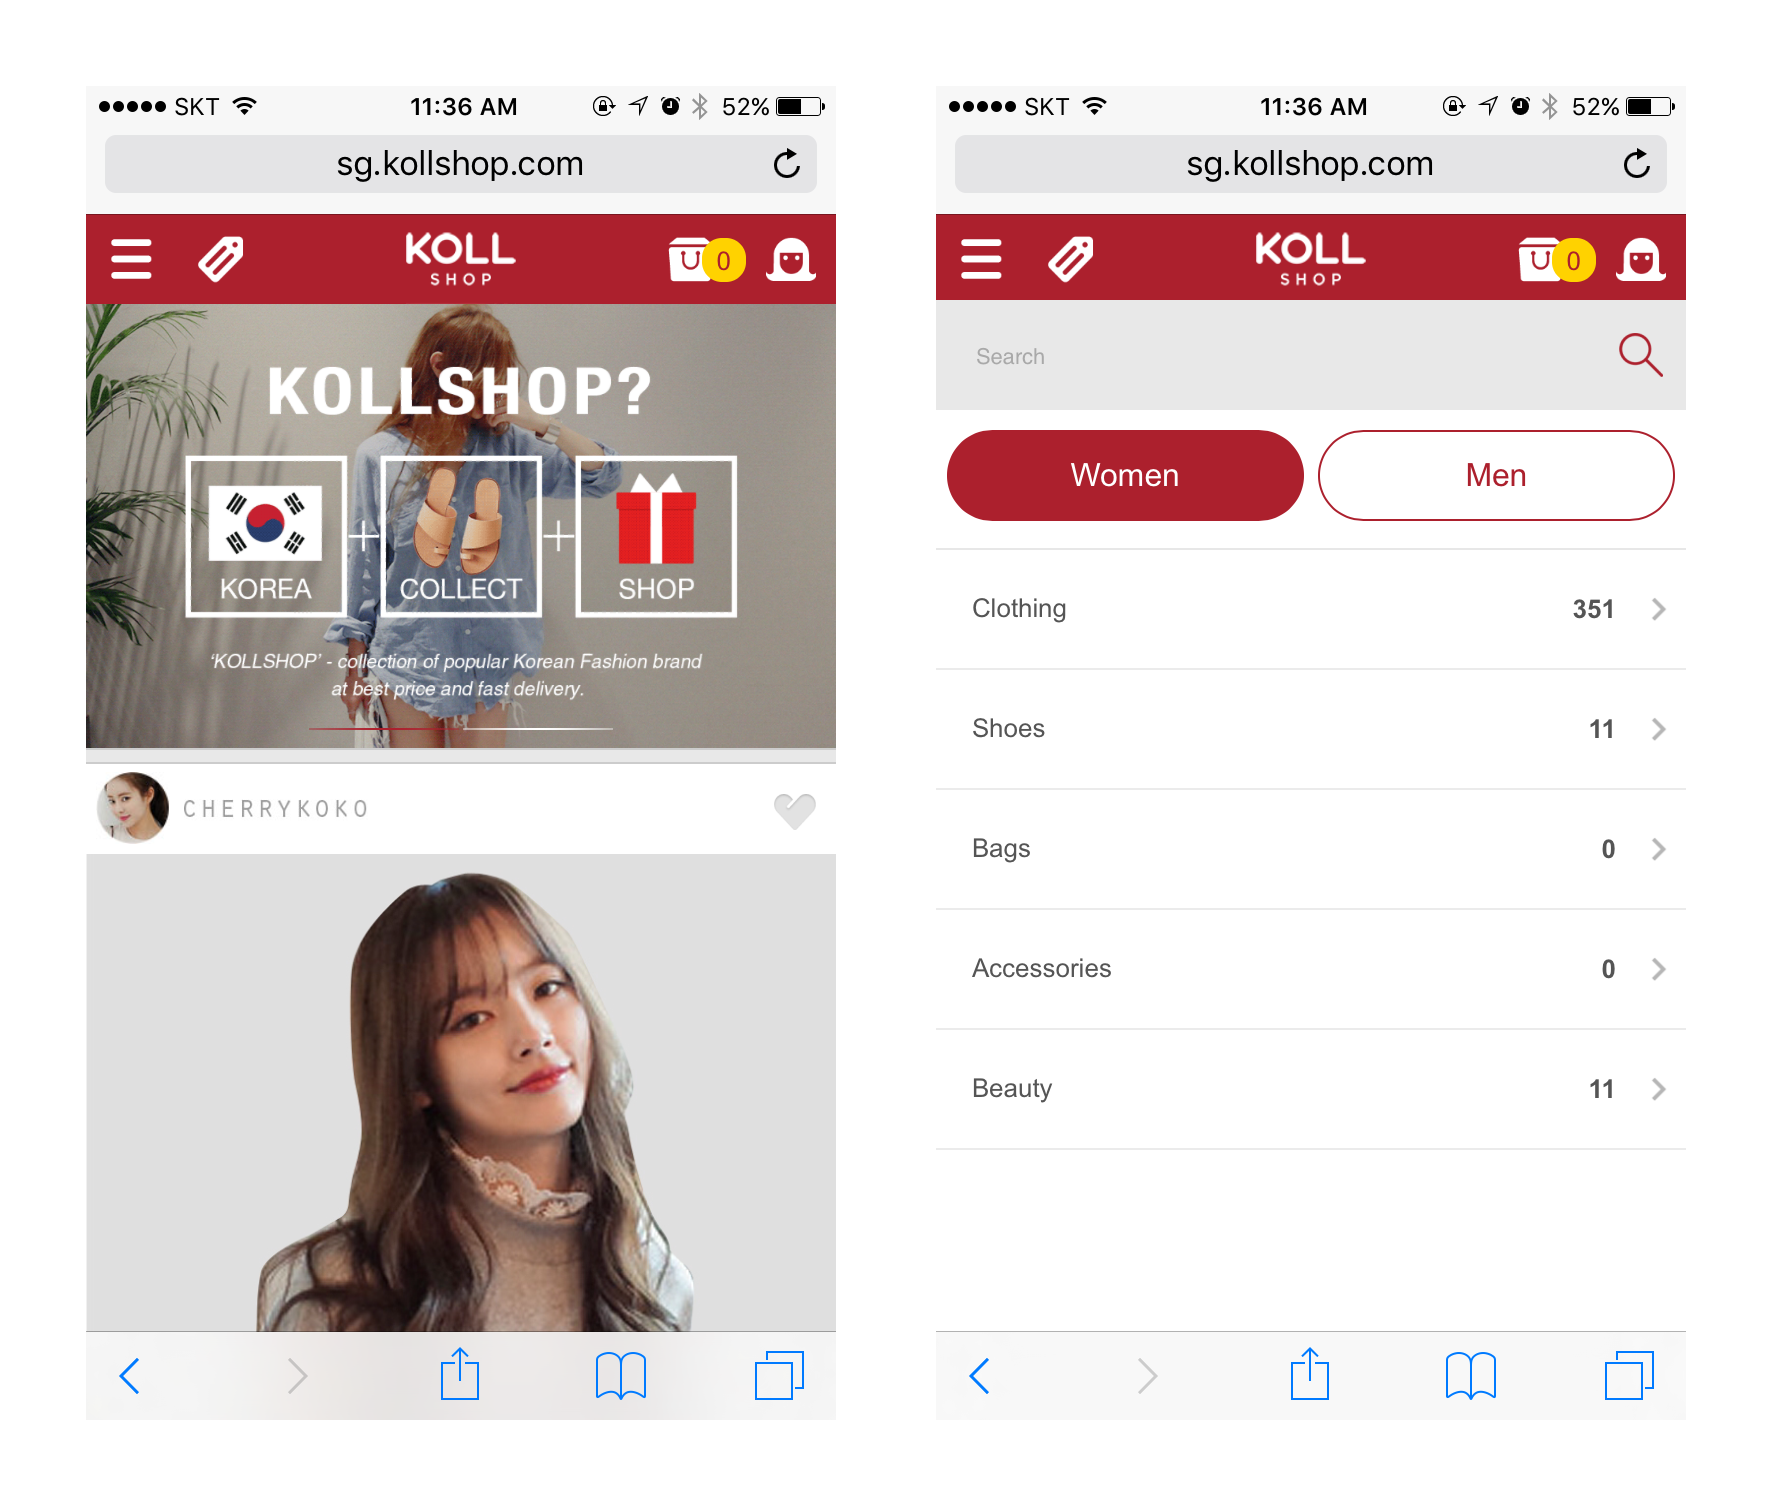 SKT 11:36 AM 52%
sg.kollshop.com
KOLL
SHOP
0
KOLLSHOP?
KOREA + COLLECT + SHOP
‘KOLLSHOP’ - collection of popular Korean Fashion brand
at best price and fast delivery.
CHERRYKOKO
SKT 11:36 AM 52%
sg.kollshop.com
KOLL
SHOP
0
Search
Women Men
Clothing 351
Shoes 11
Bags 0
Accessories 0
Beauty 11